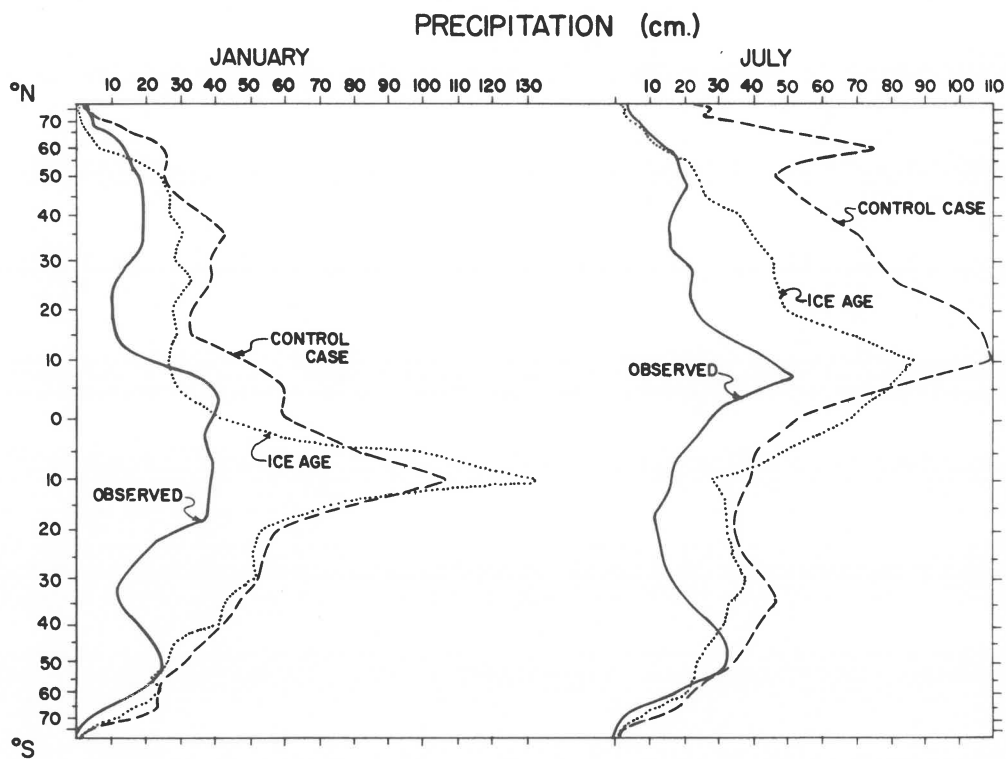 PRECIPITATION (cm.)
JANUARY
JULY
°N
10 20 30 40 50 60 70 80 90 100 110 120 130
10 20 30 40 50 60 70 80 90 100 110
70
60
50
40
30
20
10
0
10
20
30
40
50
60
70
°S
CONTROL CASE
ICE AGE
OBSERVED
CONTROL CASE
ICE AGE
OBSERVED